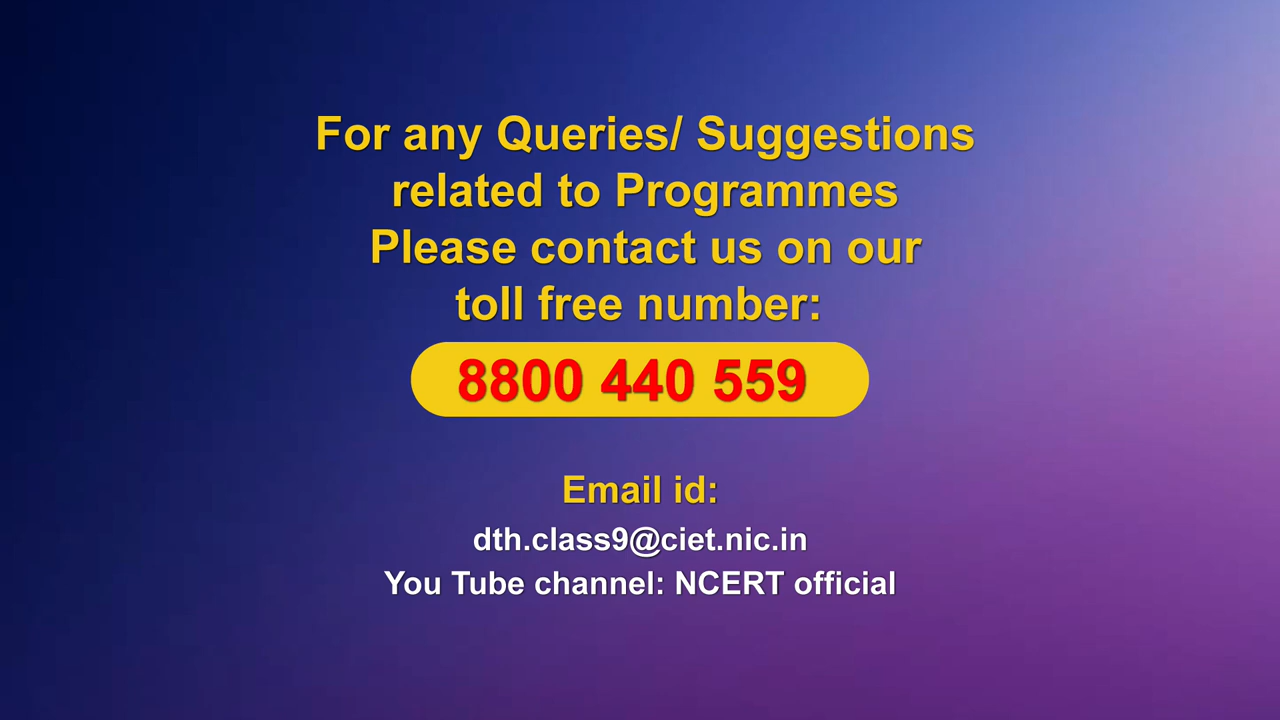 For any Queries/ Suggestions
related to Programmes
Please contact us on our
toll free number:
8800 440 559
Email id:
dth.class9@ciet.nic.in
You Tube channel: NCERT official